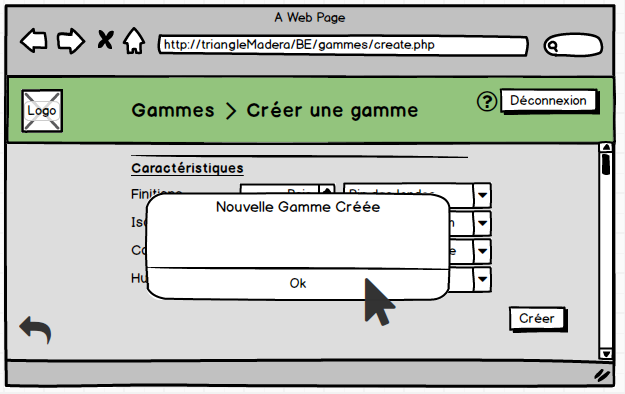 A Web Page
http://triangleMadera/BE/gammes/create.php
Logo
Gammes > Créer une gamme
?
Déconnexion
Caractéristiques
Nouvelle Gamme Créée
Ok
Créer